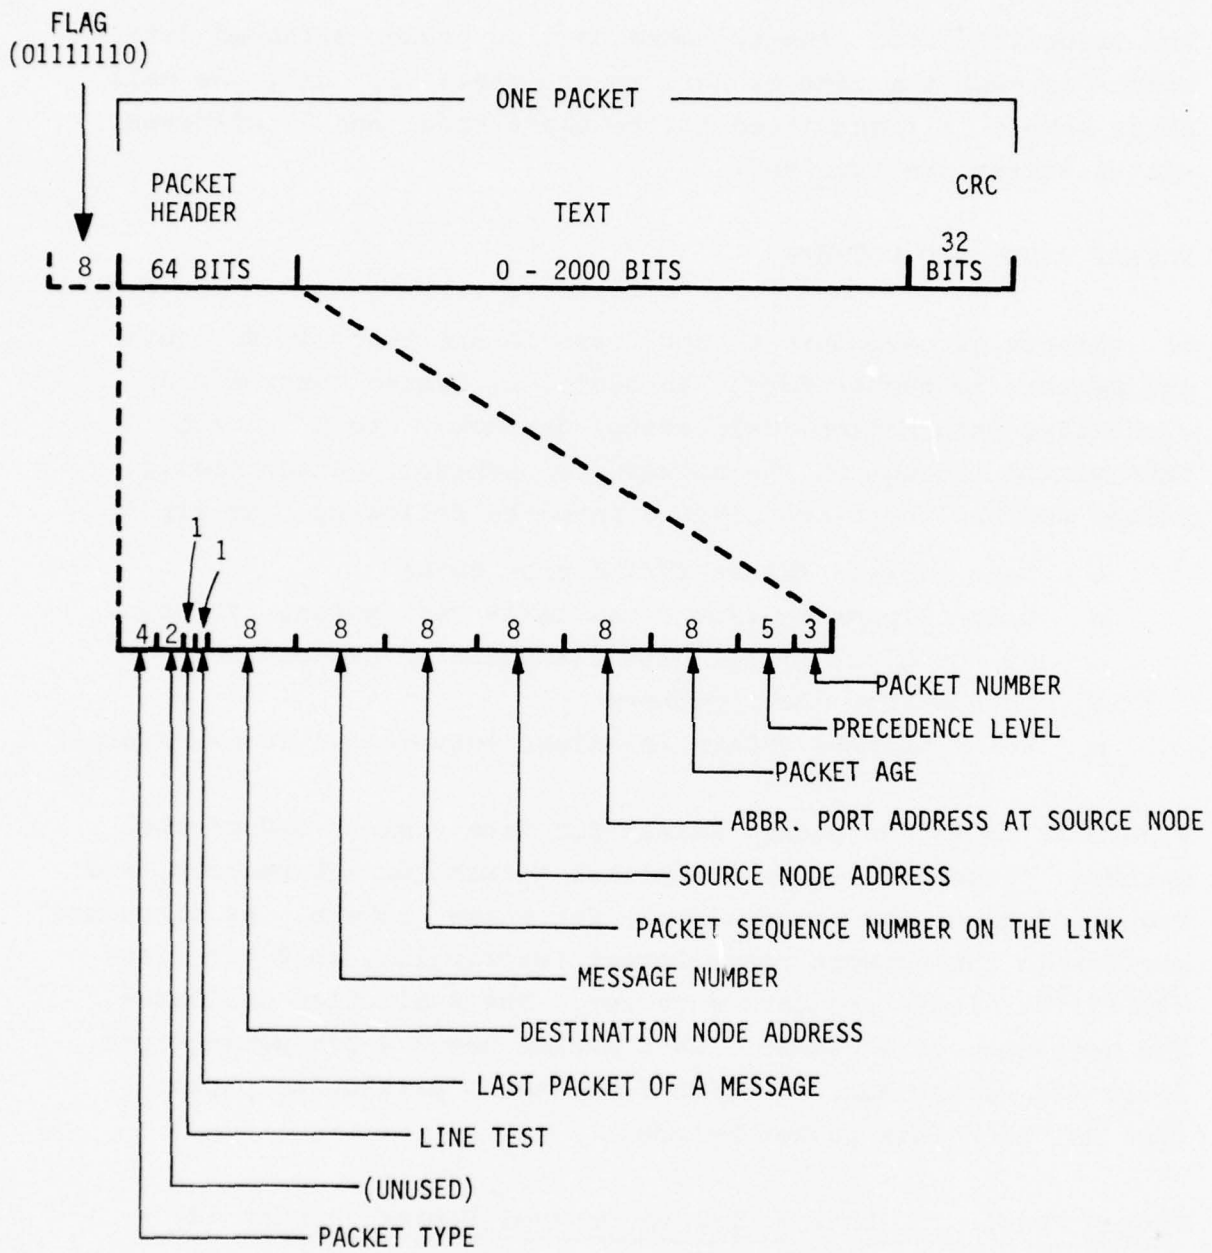 FLAG
(01111110)
ONE PACKET
PACKET
HEADER
TEXT
CRC
8
64 BITS
0 - 2000 BITS
32
BITS
1
1
4
2
8
8
8
8
8
8
5
3
PACKET NUMBER
PRECEDENCE LEVEL
PACKET AGE
ABBR. PORT ADDRESS AT SOURCE NODE
SOURCE NODE ADDRESS
PACKET SEQUENCE NUMBER ON THE LINK
MESSAGE NUMBER
DESTINATION NODE ADDRESS
LAST PACKET OF A MESSAGE
LINE TEST
(UNUSED)
PACKET TYPE